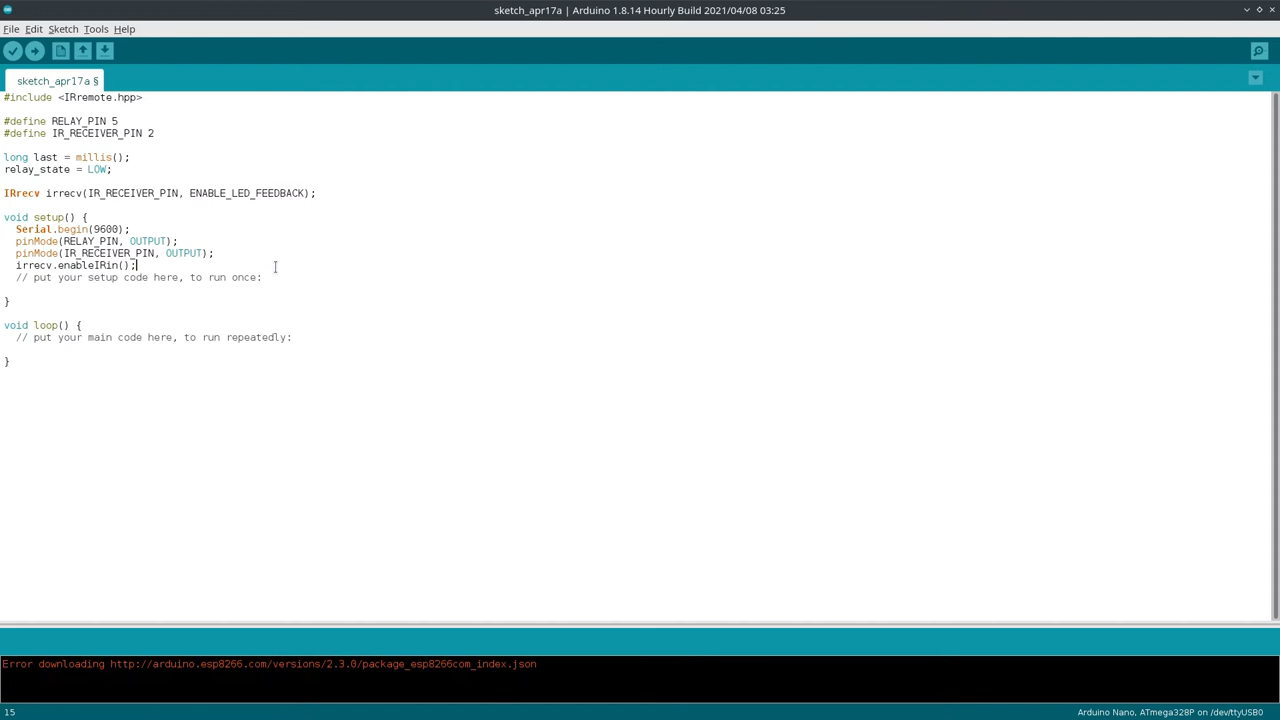 sketch_apr17a | Arduino 1.8.14 Hourly Build 2021/04/08 03:25
File Edit Sketch Tools Help
sketch_apr17a §
#include <IRremote.hpp>
#define RELAY_PIN 5
#define IR_RECEIVER_PIN 2
long last = millis();
relay_state = LOW;
IRrecv irrecv(IR_RECEIVER_PIN, ENABLE_LED_FEEDBACK);
void setup() {
Serial.begin(9600);
pinMode(RELAY_PIN, OUTPUT);
pinMode(IR_RECEIVER_PIN, OUTPUT);
irrecv.enableIRin();
// put your setup code here, to run once:
}
void loop() {
// put your main code here, to run repeatedly:
}
Error downloading http://arduino.esp8266.com/versions/2.3.0/package_esp8266com_index.json
15 Arduino Nano, ATmega328P on /dev/ttyUSB0